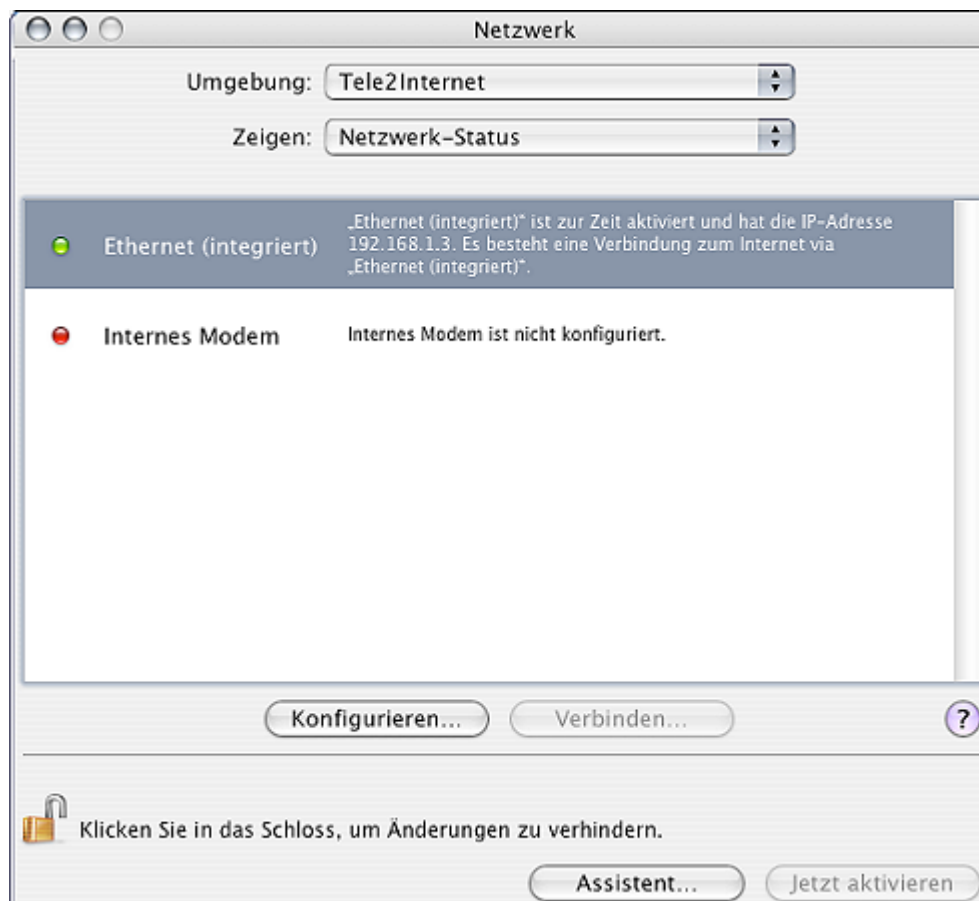 Netzwerk
Umgebung: Tele2Internet
Zeigen: Netzwerk-Status
Ethernet (integriert)
„Ethernet (integriert)“ ist zur Zeit aktiviert und hat die IP-Adresse
192.168.1.3. Es besteht eine Verbindung zum Internet via
„Ethernet (integriert)“.
Internes Modem
Internes Modem ist nicht konfiguriert.
Konfigurieren...
Verbinden...
?
Klicken Sie in das Schloss, um Änderungen zu verhindern.
Assistent...
Jetzt aktivieren